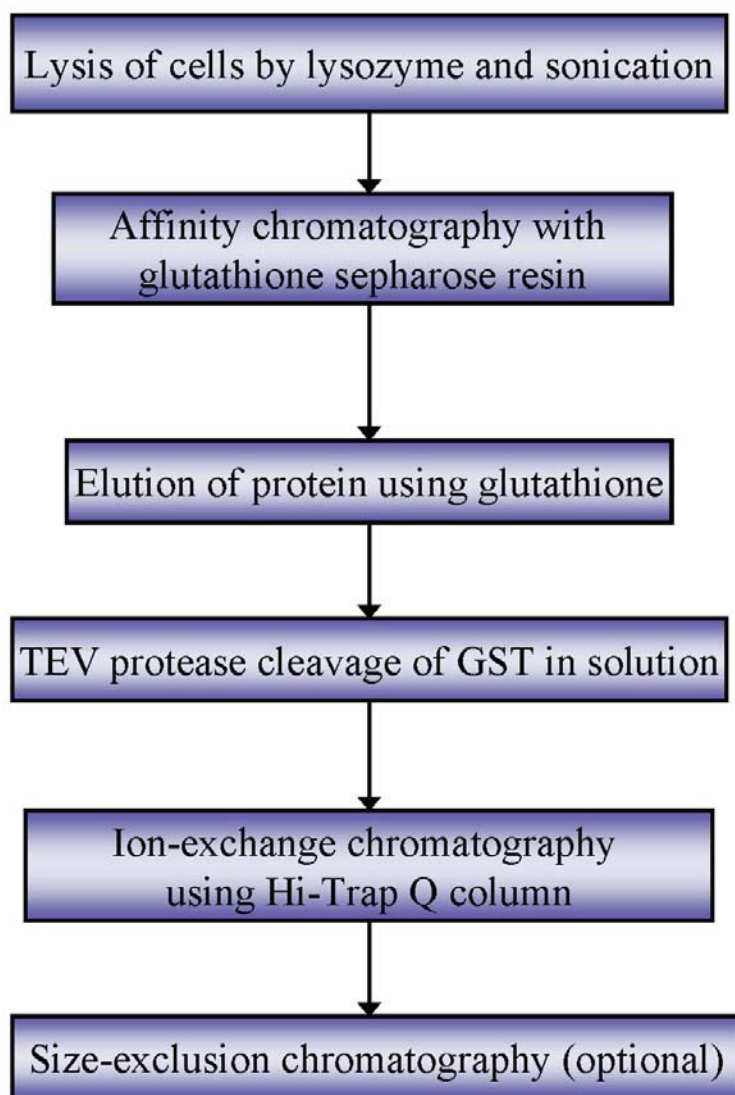 Lysis of cells by lysozyme and sonication
Affinity chromatography with
glutathione sepharose resin
Elution of protein using glutathione
TEV protease cleavage of GST in solution
Ion-exchange chromatography
using Hi-Trap Q column
Size-exclusion chromatography (optional)